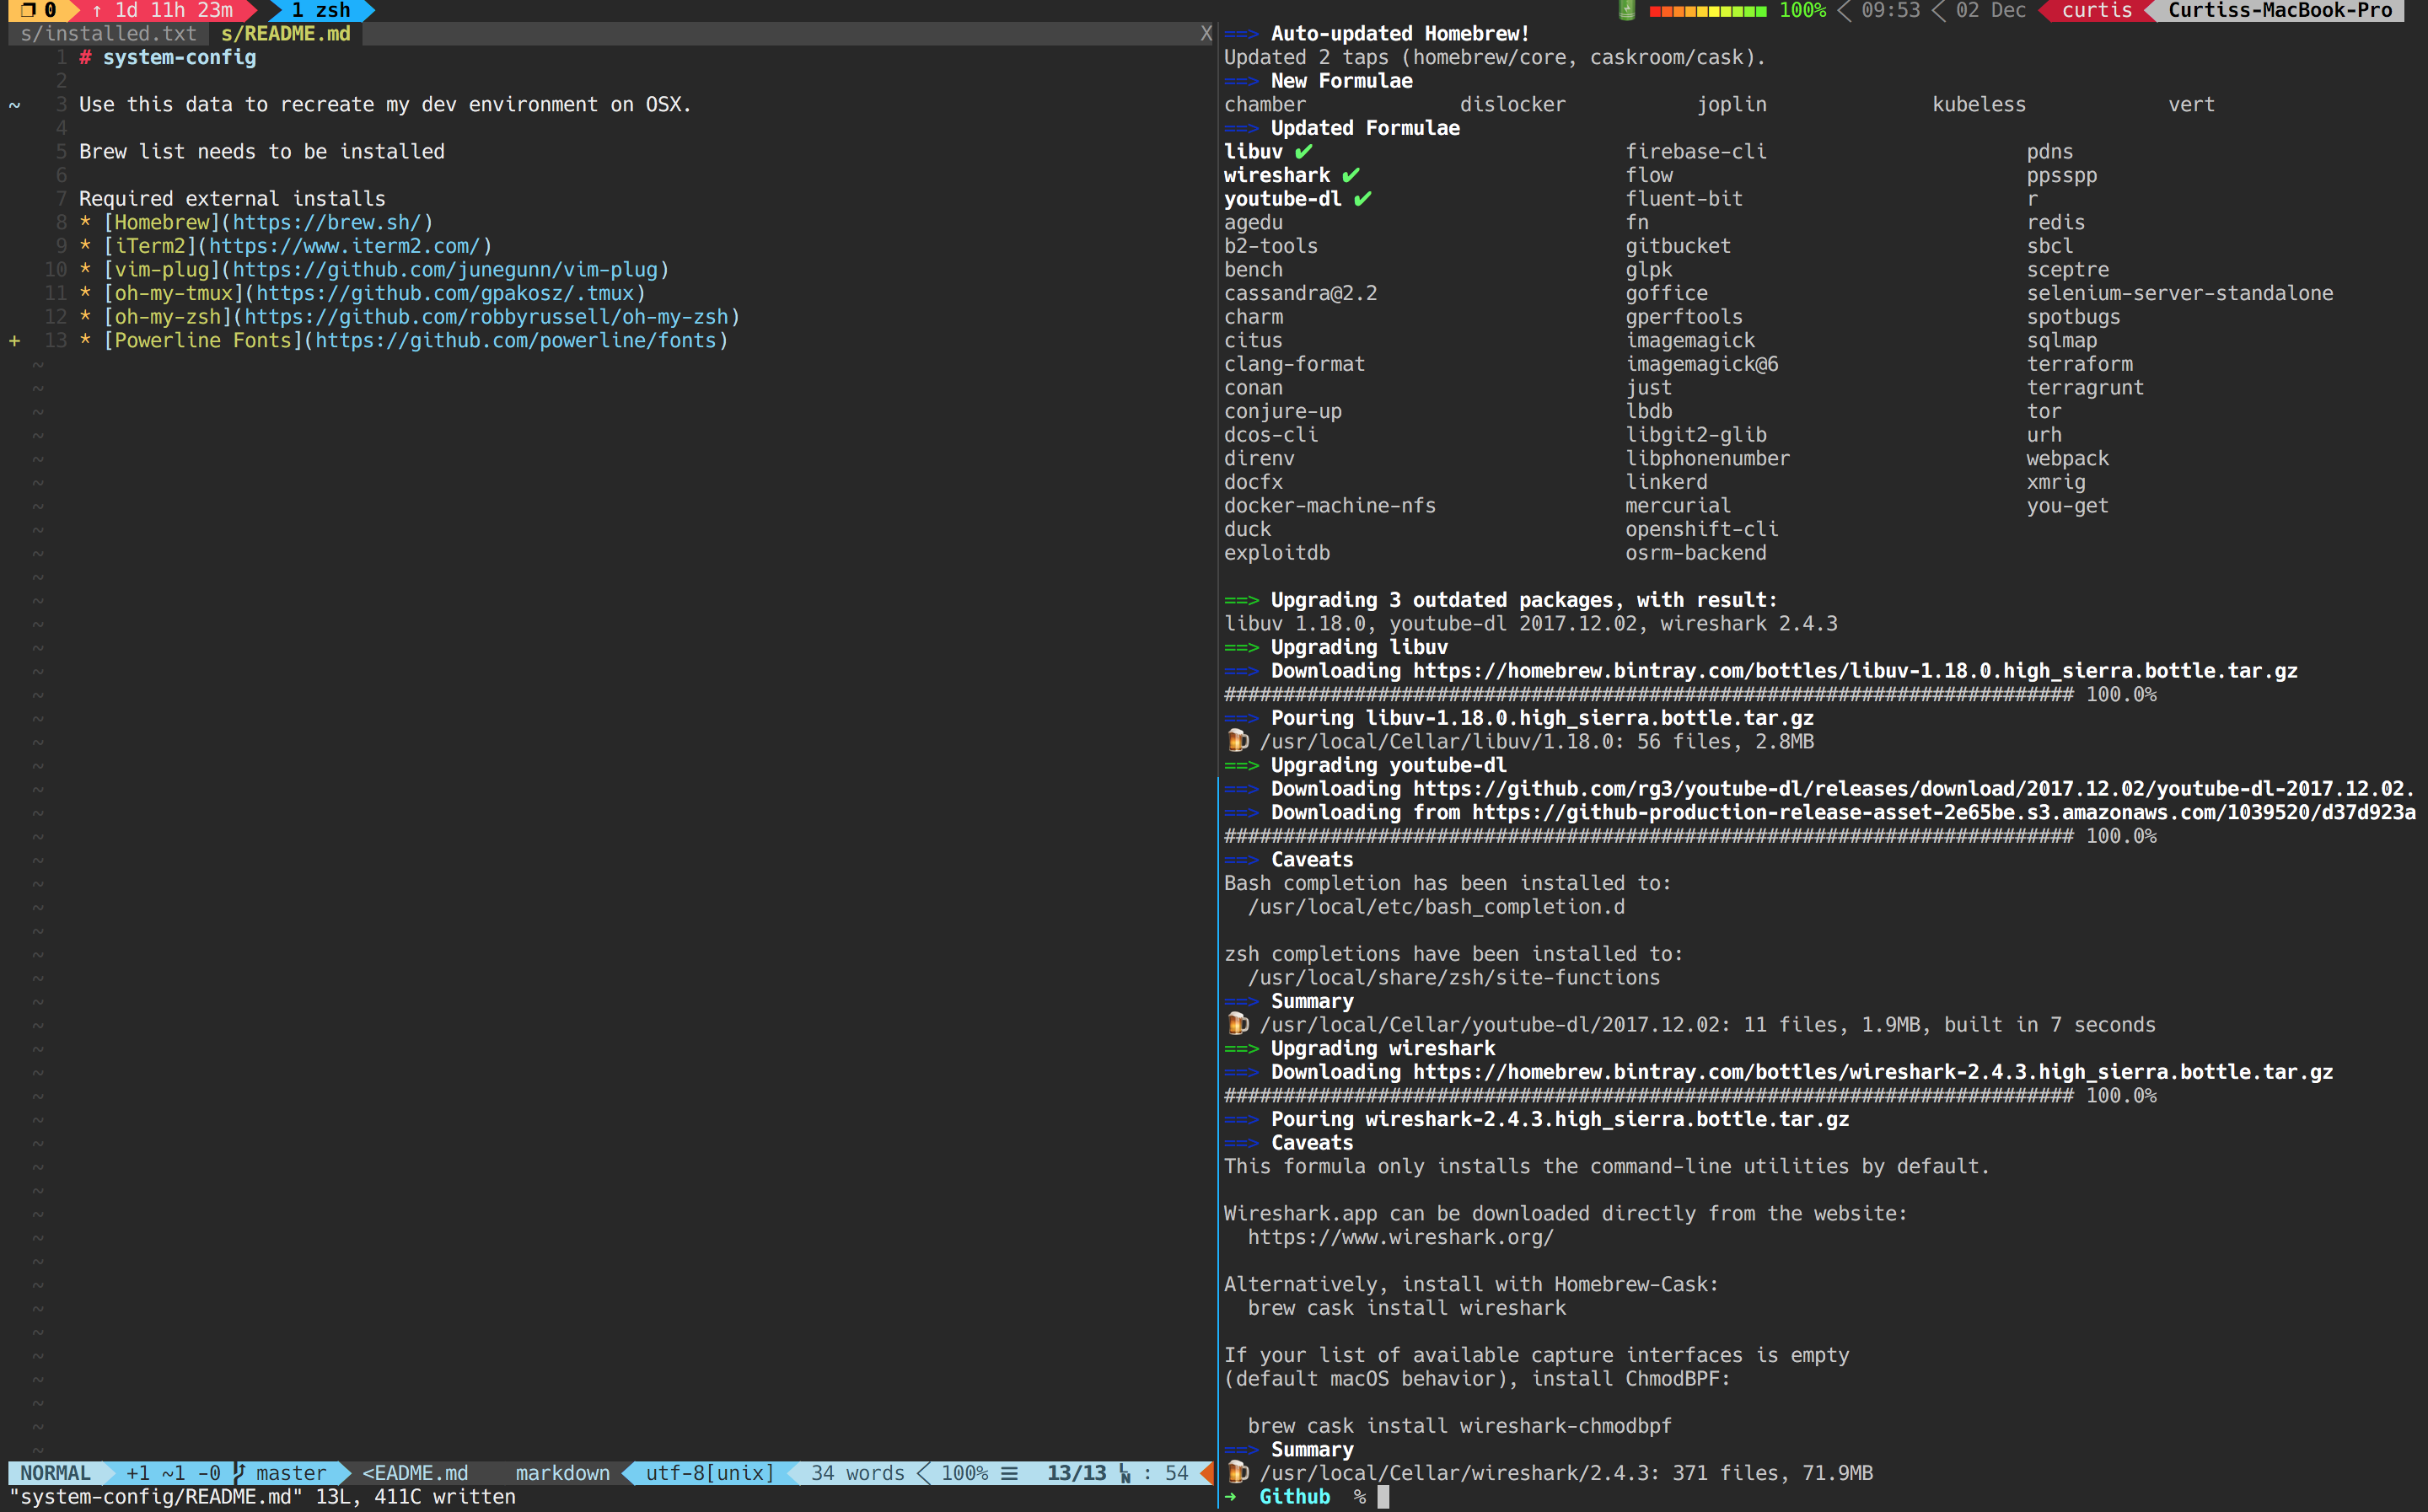 0 ↑ 1d 11h 23m 1 zsh 100% 09:53 02 Dec curtis Curtiss-MacBook-Pro
s/installed.txt s/README.md X
1 # system-config
2
~ 3 Use this data to recreate my dev environment on OSX.
4
5 Brew list needs to be installed
6
7 Required external installs
8 * [Homebrew](https://brew.sh/)
9 * [iTerm2](https://www.iterm2.com/)
10 * [vim-plug](https://github.com/junegunn/vim-plug)
11 * [oh-my-tmux](https://github.com/gpakosz/.tmux)
12 * [oh-my-zsh](https://github.com/robbyrussell/oh-my-zsh)
+ 13 * [Powerline Fonts](https://github.com/powerline/fonts)
NORMAL +1 ~1 -0 master <EADME.md markdown utf-8[unix] 34 words 100% ☰ 13/13 LN : 54
"system-config/README.md" 13L, 411C written
==> Auto-updated Homebrew!
Updated 2 taps (homebrew/core, caskroom/cask).
==> New Formulae
chamber dislocker joplin kubeless vert
==> Updated Formulae
libuv ✔ firebase-cli pdns
wireshark ✔ flow ppsspp
youtube-dl ✔ fluent-bit r
agedu fn redis
b2-tools gitbucket sbcl
bench glpk sceptre
cassandra@2.2 goffice selenium-server-standalone
charm gperftools spotbugs
citus imagemagick sqlmap
clang-format imagemagick@6 terraform
conan just terragrunt
conjure-up lbdb tor
dcos-cli libgit2-glib urh
direnv libphonenumber webpack
docfx linkerd xmrig
docker-machine-nfs mercurial you-get
duck openshift-cli
exploitdb osrm-backend
==> Upgrading 3 outdated packages, with result:
libuv 1.18.0, youtube-dl 2017.12.02, wireshark 2.4.3
==> Upgrading libuv
==> Downloading https://homebrew.bintray.com/bottles/libuv-1.18.0.high_sierra.bottle.tar.gz
######################################################################## 100.0%
==> Pouring libuv-1.18.0.high_sierra.bottle.tar.gz
🍺 /usr/local/Cellar/libuv/1.18.0: 56 files, 2.8MB
==> Upgrading youtube-dl
==> Downloading https://github.com/rg3/youtube-dl/releases/download/2017.12.02/youtube-dl-2017.12.02.
==> Downloading from https://github-production-release-asset-2e65be.s3.amazonaws.com/1039520/d37d923a
######################################################################## 100.0%
==> Caveats
Bash completion has been installed to:
/usr/local/etc/bash_completion.d
zsh completions have been installed to:
/usr/local/share/zsh/site-functions
==> Summary
🍺 /usr/local/Cellar/youtube-dl/2017.12.02: 11 files, 1.9MB, built in 7 seconds
==> Upgrading wireshark
==> Downloading https://homebrew.bintray.com/bottles/wireshark-2.4.3.high_sierra.bottle.tar.gz
######################################################################## 100.0%
==> Pouring wireshark-2.4.3.high_sierra.bottle.tar.gz
==> Caveats
This formula only installs the command-line utilities by default.
Wireshark.app can be downloaded directly from the website:
https://www.wireshark.org/
Alternatively, install with Homebrew-Cask:
brew cask install wireshark
If your list of available capture interfaces is empty
(default macOS behavior), install ChmodBPF:
brew cask install wireshark-chmodbpf
==> Summary
🍺 /usr/local/Cellar/wireshark/2.4.3: 371 files, 71.9MB
→ Github %